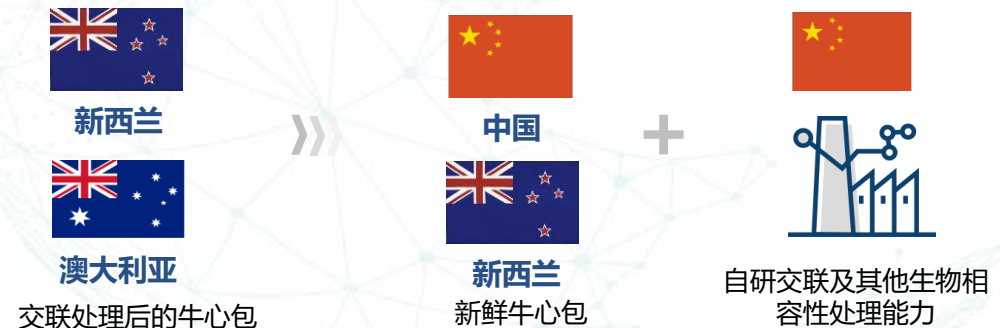 新西兰
澳大利亚
交联处理后的牛心包
中国
新西兰
新鲜牛心包
自研交联及其他生物相
容性处理能力